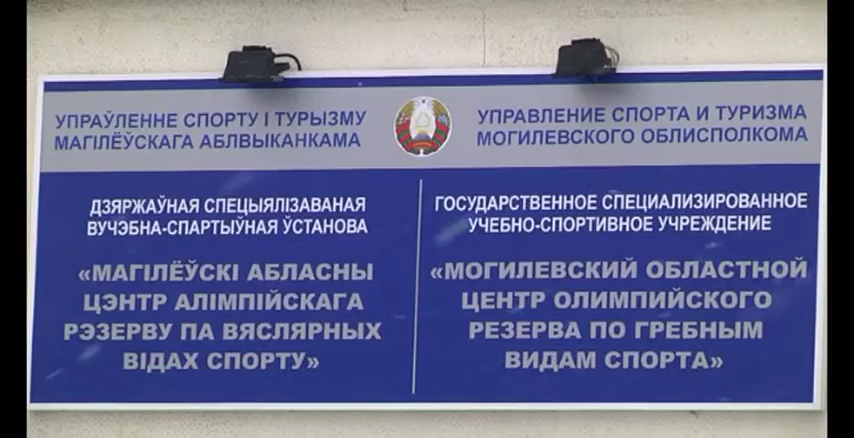 УПРАЎЛЕННЕ СПОРТУ І ТУРЫЗМУ
МАГІЛЁЎСКАГА АБЛВЫКАНКАМА
УПРАВЛЕНИЕ СПОРТА И ТУРИЗМА
МОГИЛЕВСКОГО ОБЛИСПОЛКОМА
ДЗЯРЖАЎНАЯ СПЕЦЫЯЛІЗАВАНАЯ
ВУЧЭБНА-СПАРТЫЎНАЯ ЎСТАНОВА
«МАГІЛЁЎСКІ АБЛАСНЫ
ЦЭНТР АЛІМПІЙСКАГА
РЭЗЕРВУ ПА ВЯСЛЯРНЫХ
ВІДАХ СПОРТУ»
ГОСУДАРСТВЕННОЕ СПЕЦИАЛИЗИРОВАННОЕ
УЧЕБНО-СПОРТИВНОЕ УЧРЕЖДЕНИЕ
«МОГИЛЕВСКИЙ ОБЛАСТНОЙ
ЦЕНТР ОЛИМПИЙСКОГО
РЕЗЕРВА ПО ГРЕБНЫМ
ВИДАМ СПОРТА»